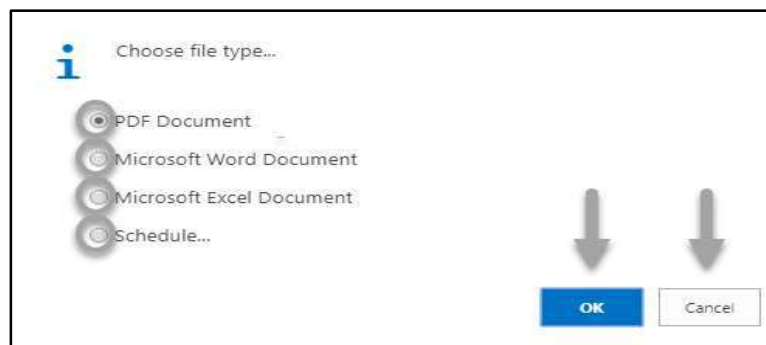 Choose file type...
PDF Document
Microsoft Word Document
Microsoft Excel Document
Schedule...
OK
Cancel